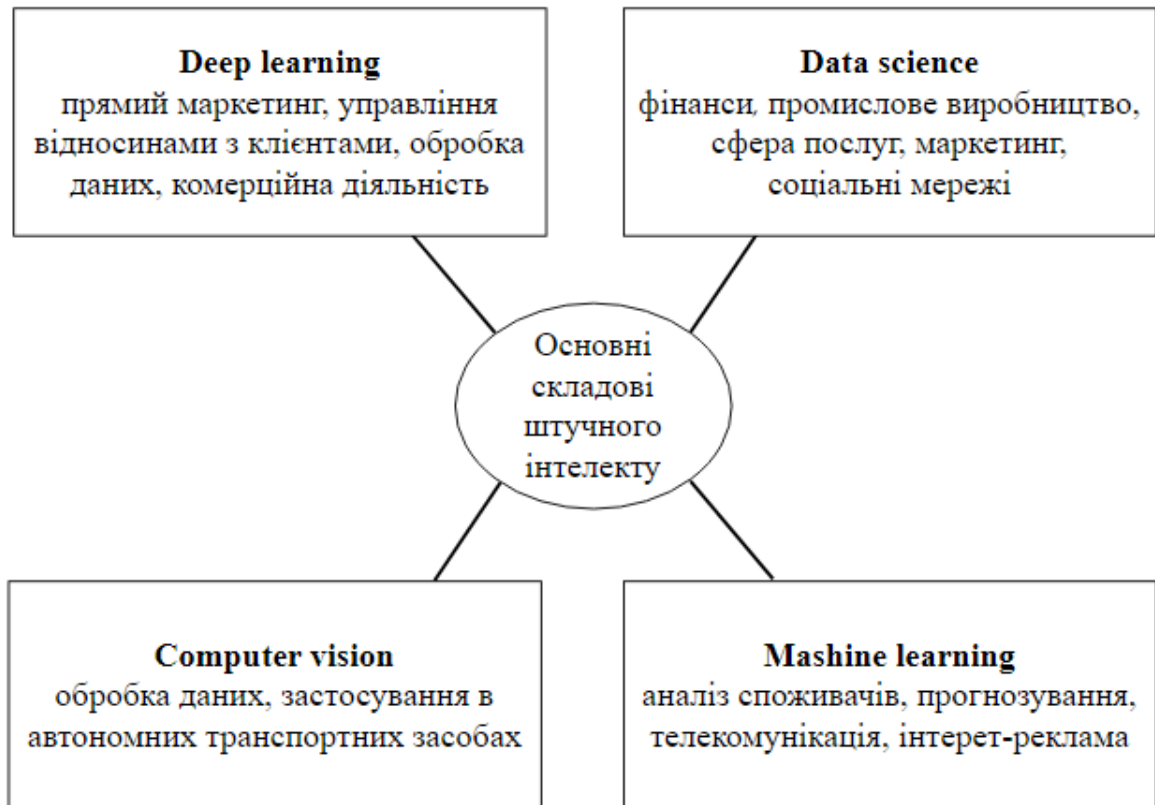 Deep learning
прямий маркетинг, управління
відносинами з клієнтами, обробка
даних, комерційна діяльність
Data science
фінанси, промислове виробництво,
сфера послуг, маркетинг,
соціальні мережі
Основні
складові
штучного
інтелекту
Computer vision
обробка даних, застосування в
автономних транспортних засобах
Mashine learning
аналіз споживачів, прогнозування,
телекомунікація, інтерет-реклама